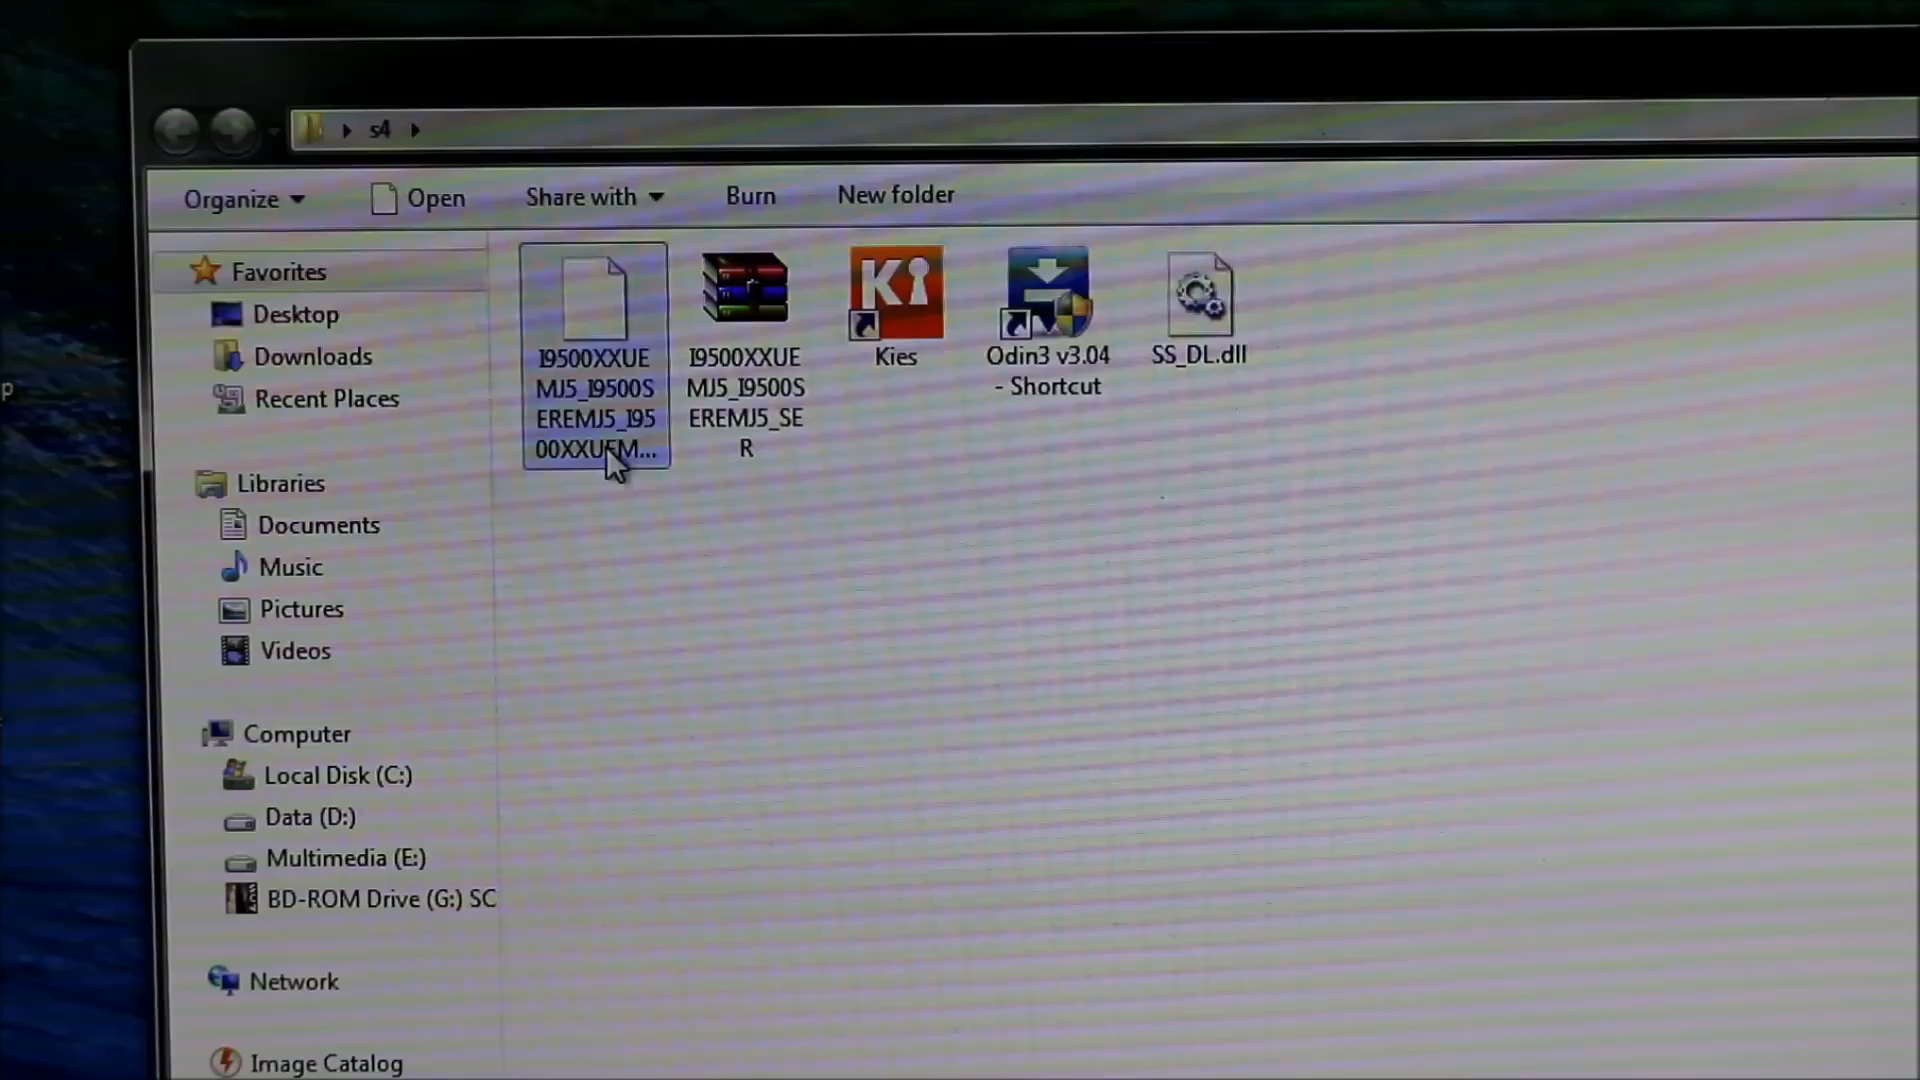 s4
Organize
Open
Share with
Burn
New folder
Favorites
Desktop
Downloads
Recent Places
Libraries
Documents
Music
Pictures
Videos
Computer
Local Disk (C:)
Data (D:)
Multimedia (E:)
BD-ROM Drive (G:) SC
Network
Image Catalog
I9500XXUE
MJ5_I9500S
EREMJ5_I95
00XXUEM...
I9500XXUE
MJ5_I9500S
EREMJ5_SE
R
Ki
Kies
Odin3 v3.04
- Shortcut
SS_DL.dll
p